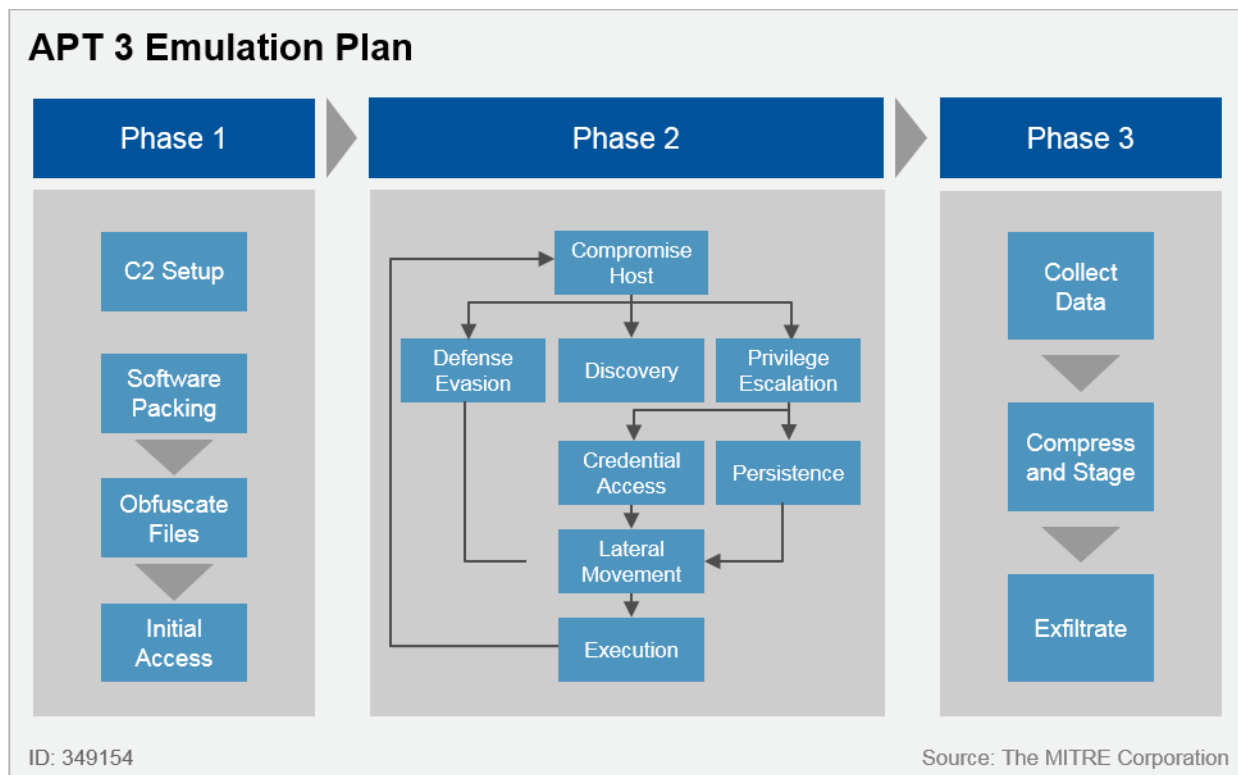 APT 3 Emulation Plan
Phase 1
Phase 2
Phase 3
C2 Setup
Software
Packing
Obfuscate
Files
Initial
Access
Compromise
Host
Defense
Evasion
Discovery
Privilege
Escalation
Credential
Access
Persistence
Lateral
Movement
Execution
Collect
Data
Compress
and Stage
Exfiltrate
ID: 349154
Source: The MITRE Corporation